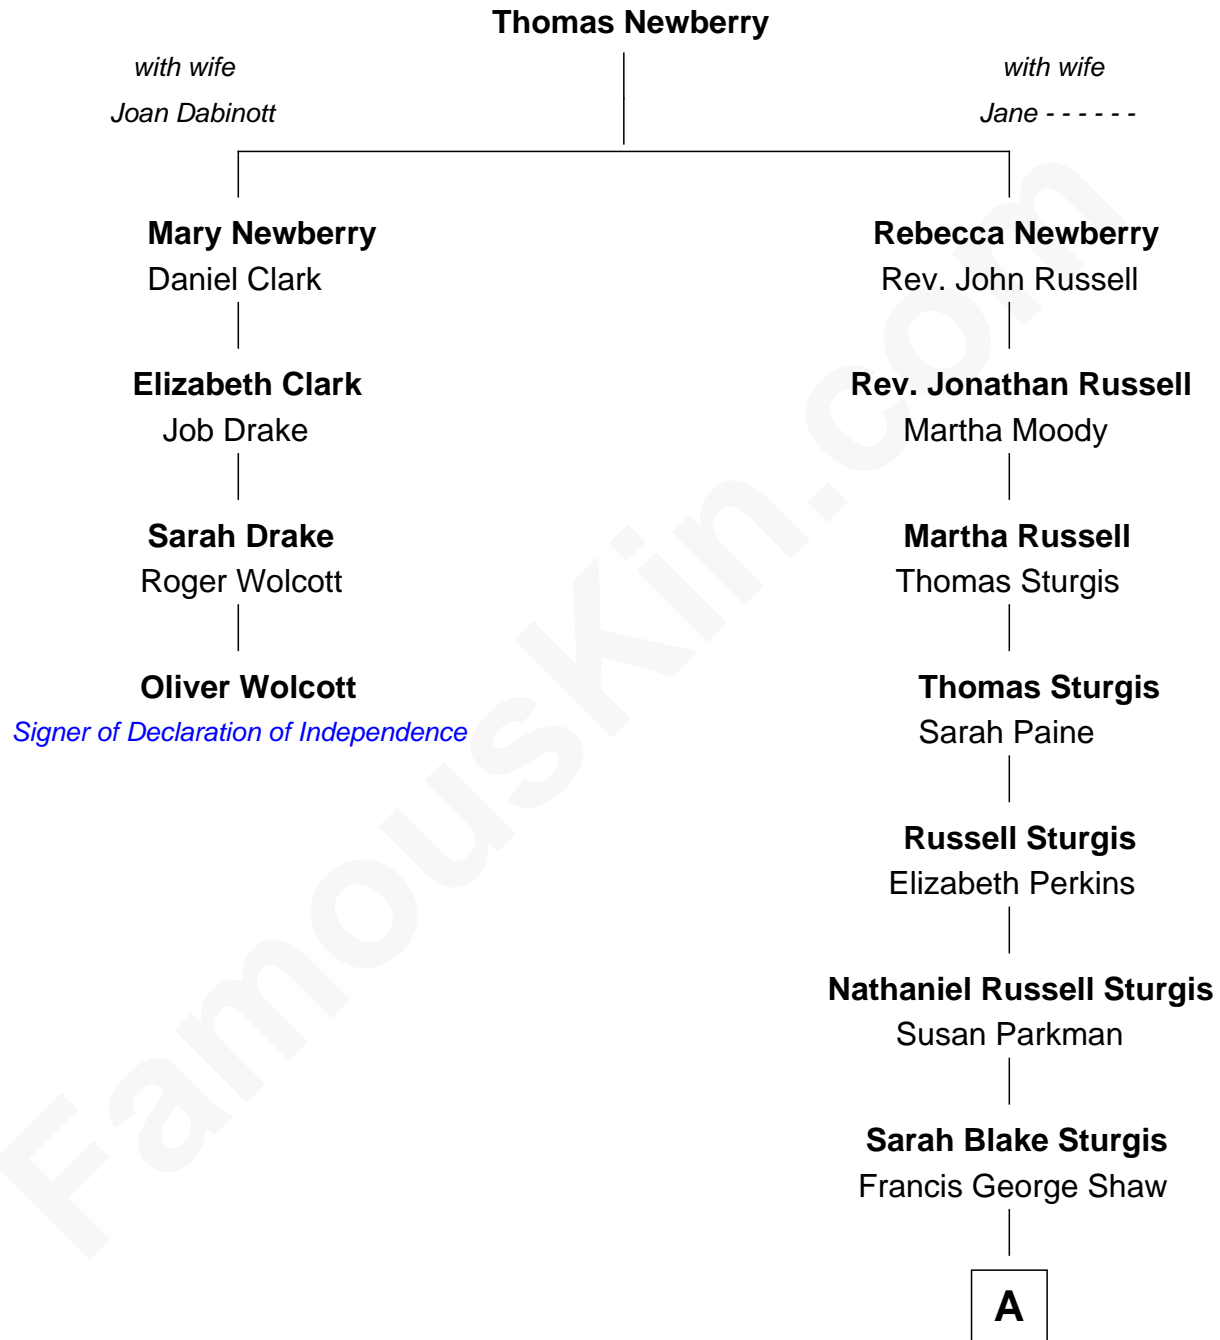 Thomas Newberry
with wife
Joan Dabinott
with wife
Jane - - - - - -
Mary Newberry
Daniel Clark
Rebecca Newberry
Rev. John Russell
Elizabeth Clark
Job Drake
Rev. Jonathan Russell
Martha Moody
Sarah Drake
Roger Wolcott
Martha Russell
Thomas Sturgis
Oliver Wolcott
Signer of Declaration of Independence
Thomas Sturgis
Sarah Paine
Russell Sturgis
Elizabeth Perkins
Nathaniel Russell Sturgis
Susan Parkman
Sarah Blake Sturgis
Francis George Shaw
A
FamousKin.com